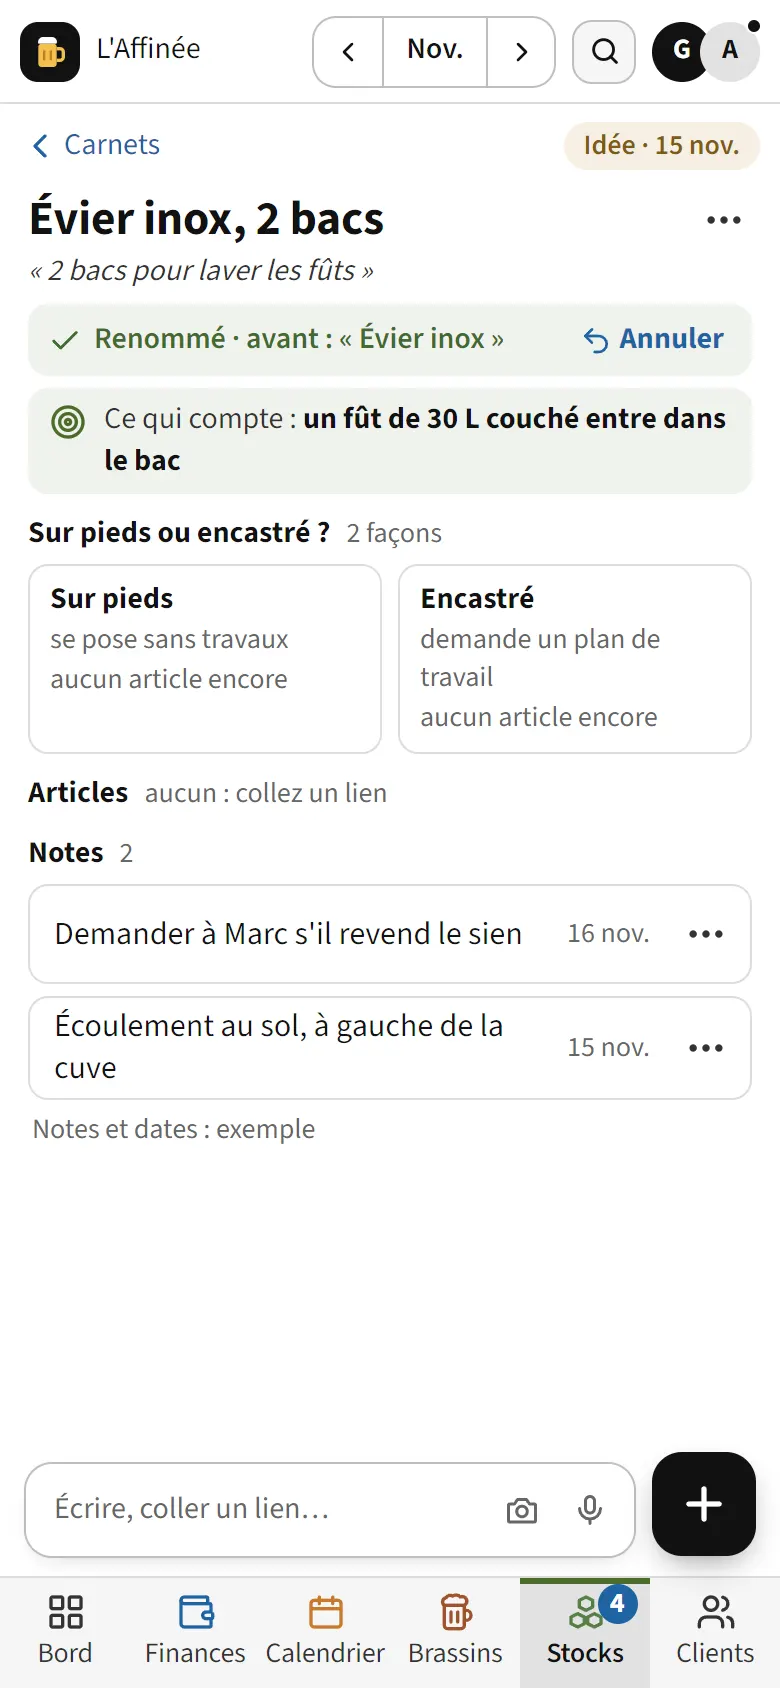 L'Affinée
Nov.
G
A
Carnets
Idée · 15 nov.
Évier inox, 2 bacs
« 2 bacs pour laver les fûts »
Renommé · avant : « Évier inox »
Annuler
Ce qui compte : un fût de 30 L couché entre dans
le bac
Sur pieds ou encastré ? 2 façons
Sur pieds
se pose sans travaux
aucun article encore
Encastré
demande un plan de
travail
aucun article encore
Articles aucun : collez un lien
Notes 2
Demander à Marc s'il revend le sien
16 nov.
Écoulement au sol, à gauche de la
cuve
15 nov.
Notes et dates : exemple
Écrire, coller un lien…
Bord
Finances
Calendrier
Brassins
4
Stocks
Clients